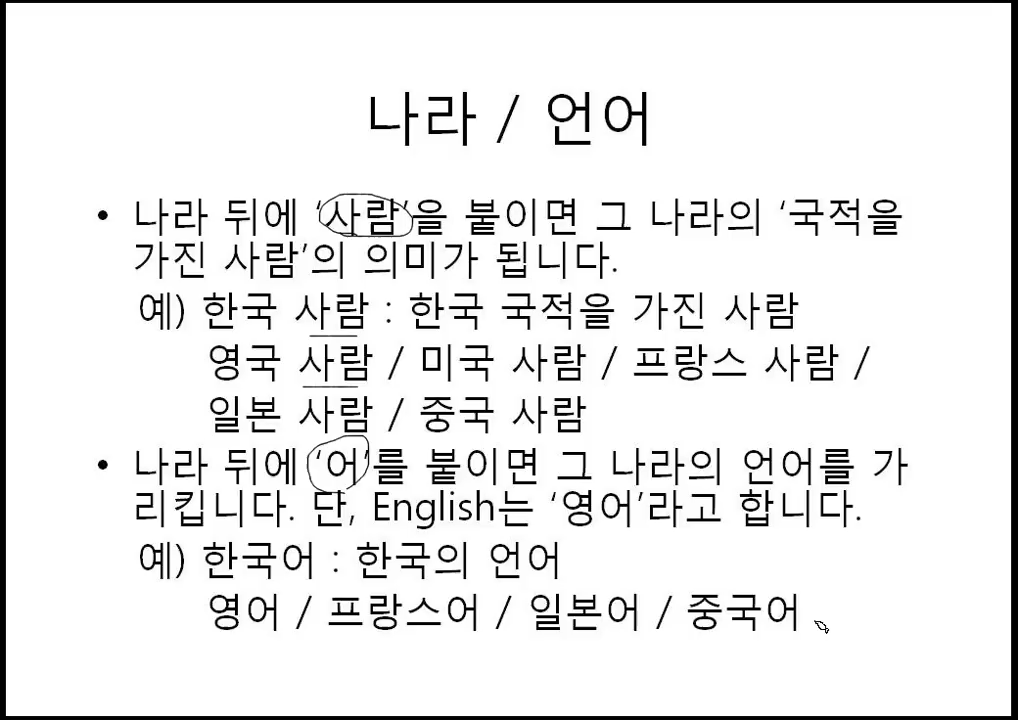 나라 / 언어
• 나라 뒤에 ‘사람’을 붙이면 그 나라의 ‘국적을
가진 사람’의 의미가 됩니다.
예) 한국 사람 : 한국 국적을 가진 사람
영국 사람 / 미국 사람 / 프랑스 사람 /
일본 사람 / 중국 사람
• 나라 뒤에 ‘어’를 붙이면 그 나라의 언어를 가
리킵니다. 단, English는 ‘영어’라고 합니다.
예) 한국어 : 한국의 언어
영어 / 프랑스어 / 일본어 / 중국어